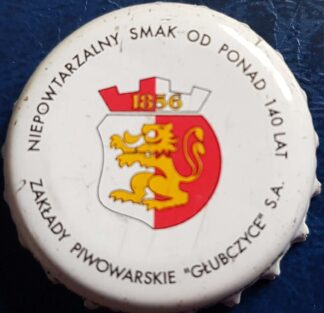 NIEPOWTARZALNY SMAK OD PONAD 140 LAT
1856
ZAKŁADY PIWOWARSKIE "GŁUBCZYCE" S.A.